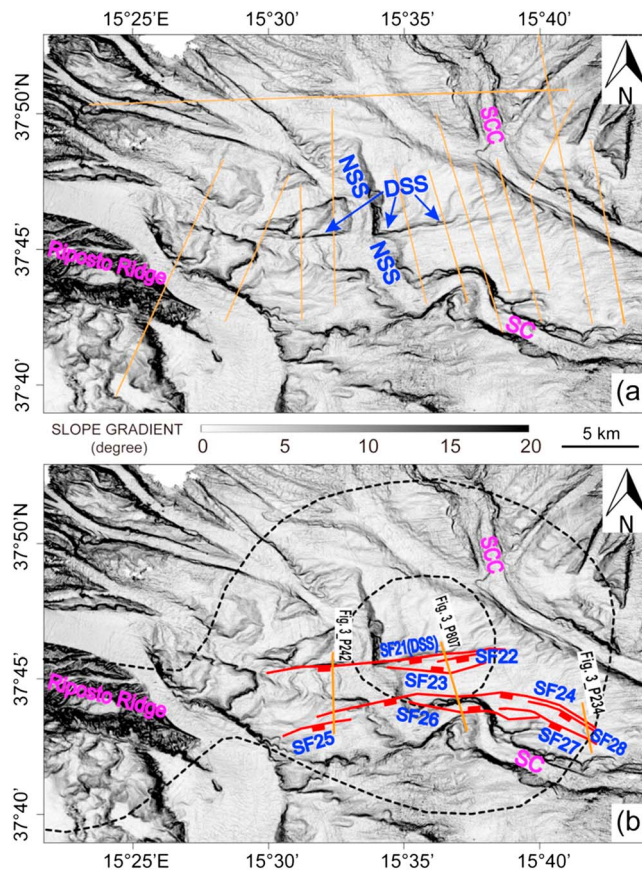 15°25’ 15°30’ 15°35’ 15°40’
37°50’N
37°45’
37°40’
N
SCC
NSS
DSS
NSS
Riposto Ridge
SC
(a)
SLOPE GRADIENT
(degree)
0 5 10 15 20
5 km
37°50’N
37°45’
37°40’
N
SCC
Fig. 3_P242
Fig. 3_P807
Fig. 3_P234
SF21(DSS)
SF22
SF23
SF24
Riposto Ridge
SF26
SF25
SF27
SF28
SC
(b)
15°25’ 15°30’ 15°35’ 15°40’